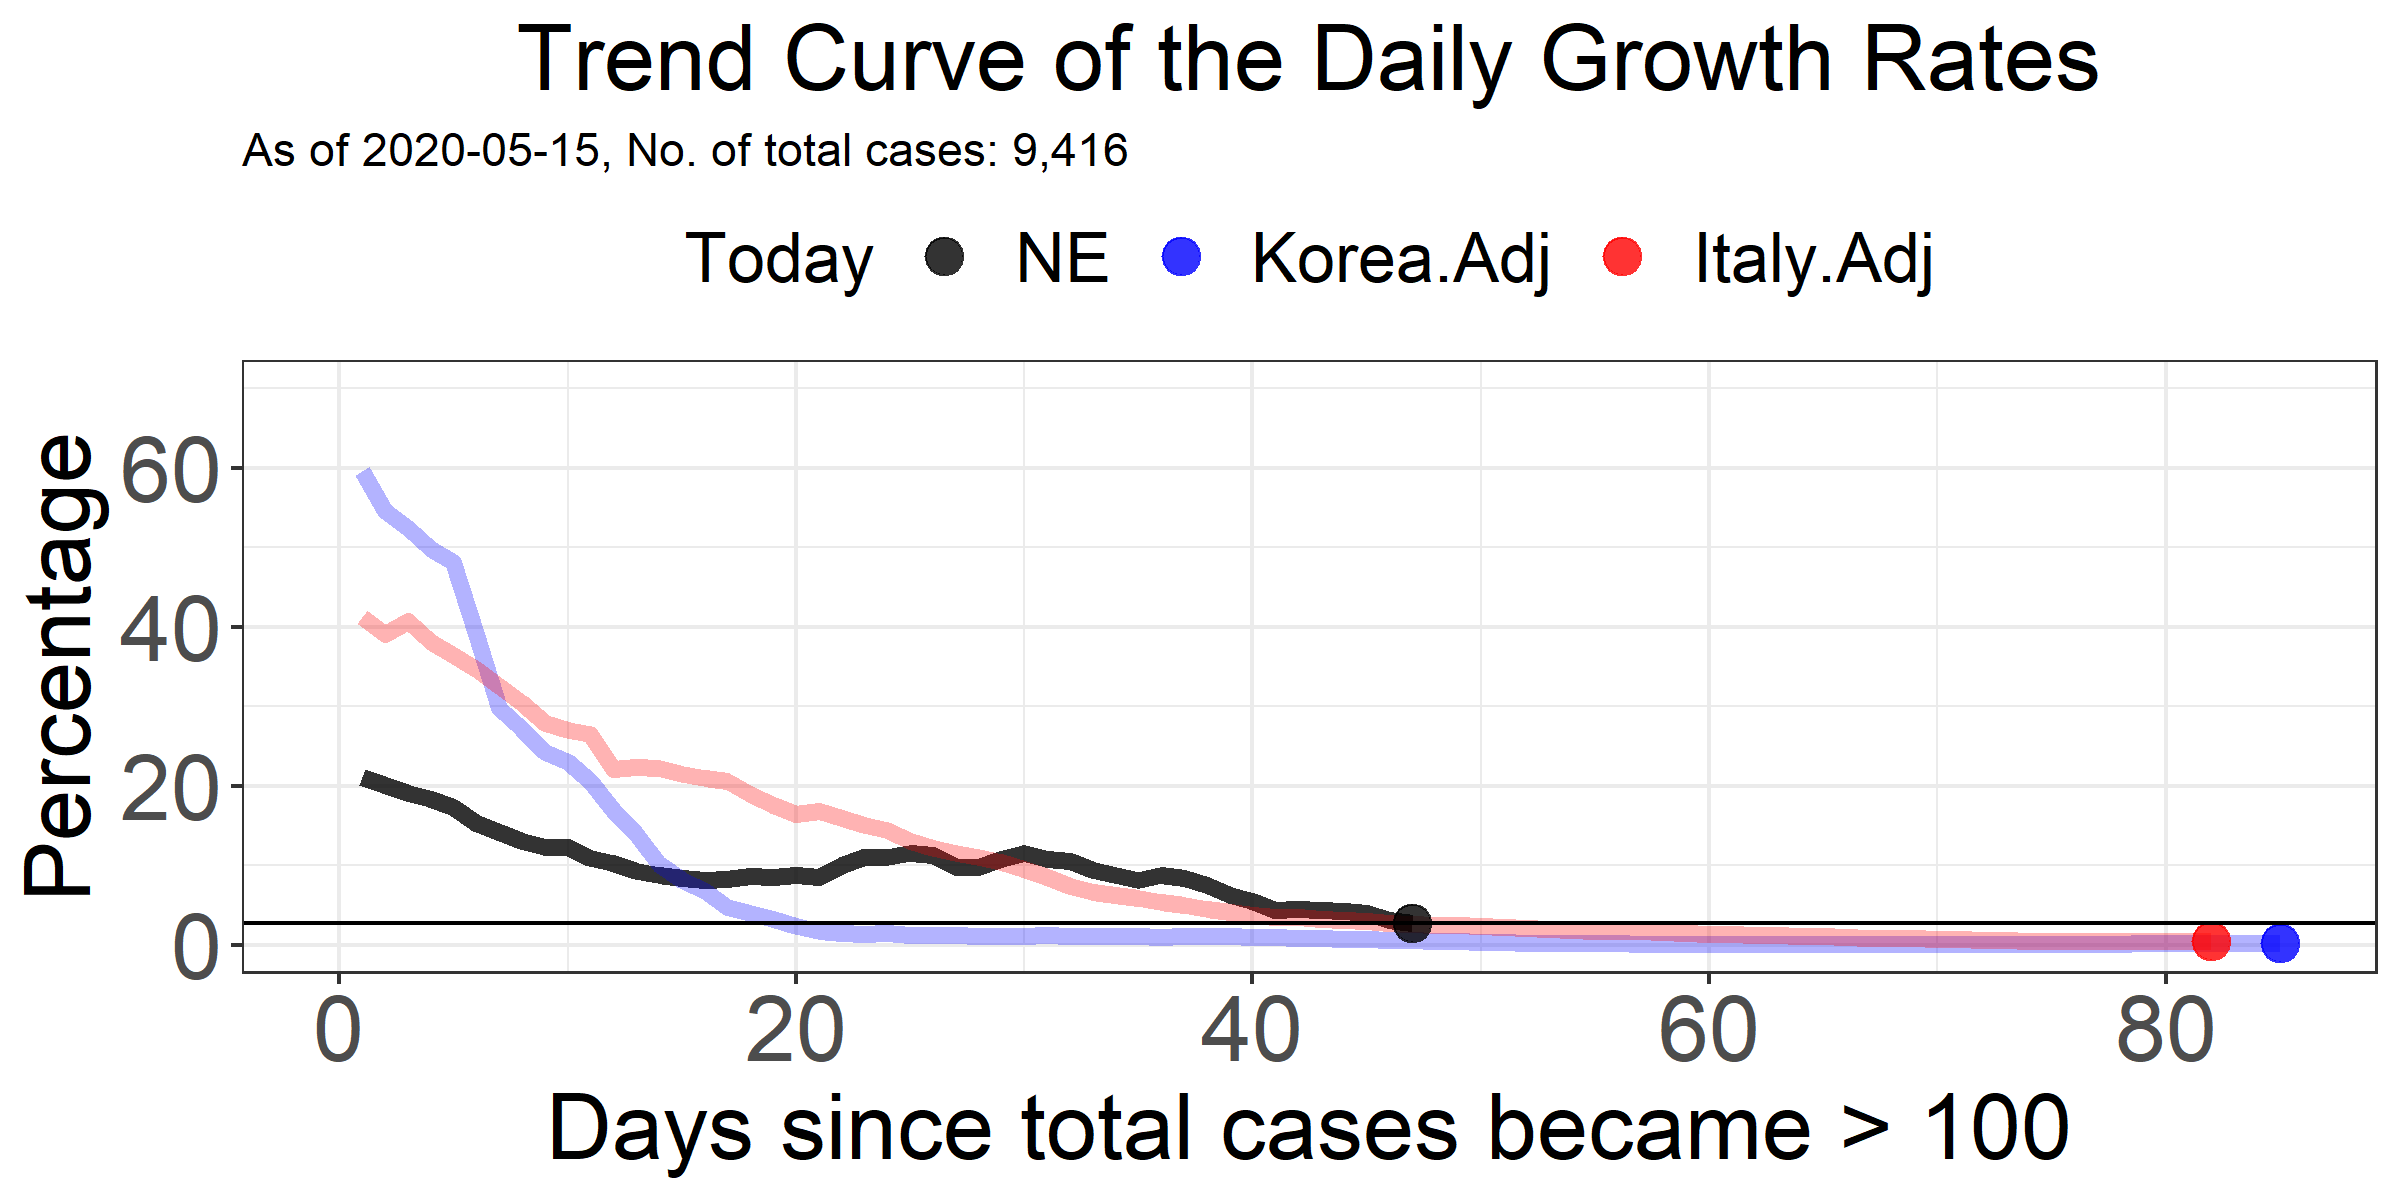 Trend Curve of the Daily Growth Rates
As of 2020-05-15, No. of total cases: 9,416
Today NE Korea.Adj Italy.Adj
Percentage
60
40
20
0
0 20 40 60 80
Days since total cases became > 100